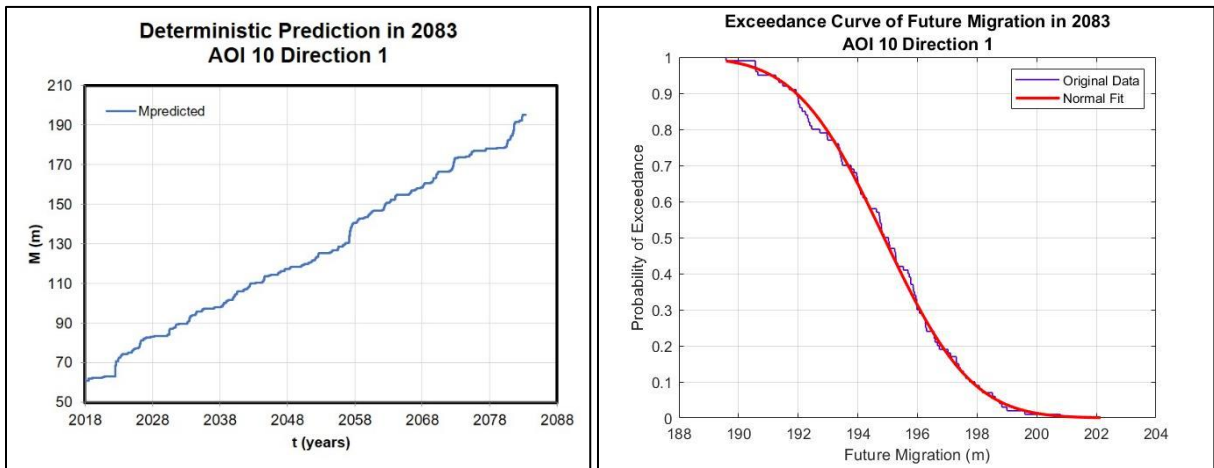 Deterministic Prediction in 2083
AOI 10 Direction 1
Mpredicted
M (m)
210
190
170
150
130
110
90
70
50
2018 2028 2038 2048 2058 2068 2078 2088
t (years)
Exceedance Curve of Future Migration in 2083
AOI 10 Direction 1
Original Data
Normal Fit
Probability of Exceedance
1
0.9
0.8
0.7
0.6
0.5
0.4
0.3
0.2
0.1
0
188 190 192 194 196 198 200 202 204
Future Migration (m)